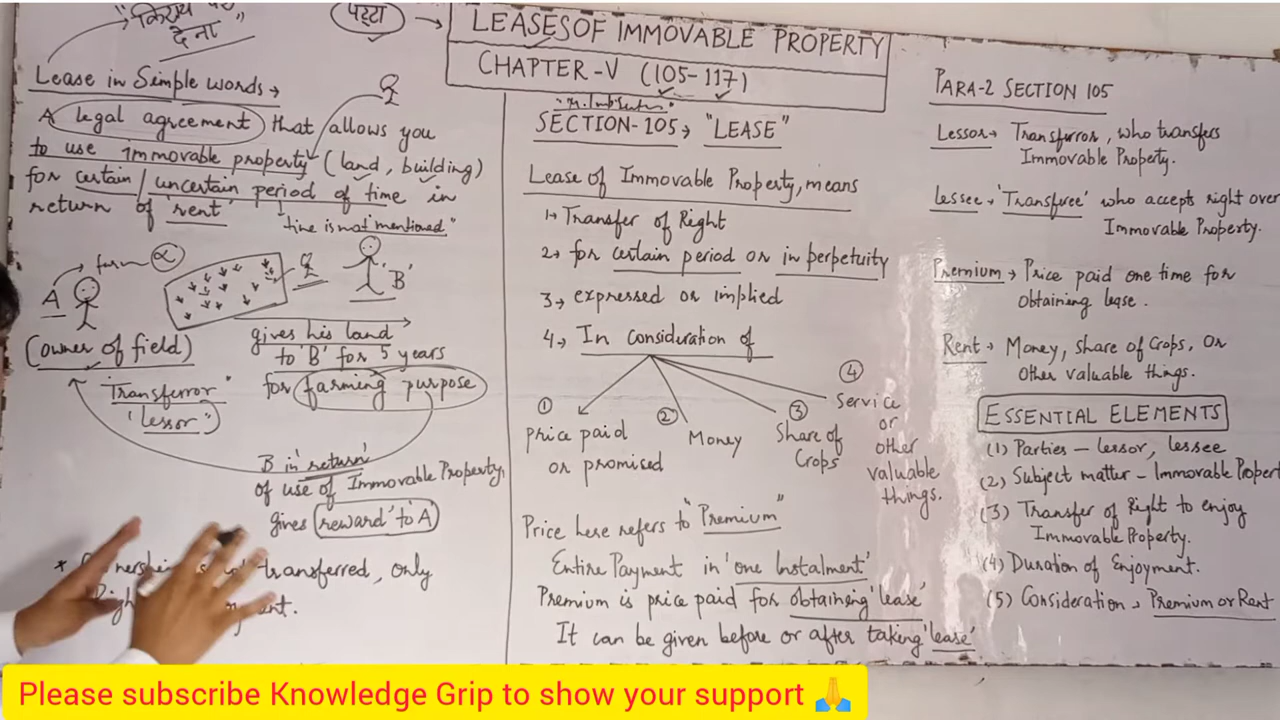 "किराये पर
देना"
पट्टा →
LEASES OF IMMOVABLE PROPERTY
CHAPTER-V (105-117)
Lease in Simple words →
A legal agreement that allows you
to use immovable property (land, building)
for certain/uncertain period of time in
return of 'rent'
"time is not mentioned"
A
farm
'B'
(owner of field)
"Transferror"
"lessor")
gives his land
to 'B' for 5 years
for farming purpose
B in 'return'
of use of Immovable Property,
gives 'reward' to 'A'
* transferred, only
SECTION-105, "LEASE"
Lease of Immovable Property, means
1→ Transfer of Right
2→ for certain period or in perpetuity
3→ expressed or implied
4→ In consideration of
① price paid
or promised
② Money
③ Share of
Crops
④ Service
or
other
valuable
things.
Price here refers to "Premium"
Entire Payment in 'one Instalment'
Premium is price paid for obtaining 'lease'
It can be given before or after taking 'lease'
PARA-2 SECTION 105
Lessor → Transferror, who transfers
Immovable Property.
Lessee → 'Transferee' who accepts right over
Immovable Property.
Premium → Price paid one time for
obtaining lease.
Rent → Money, Share of Crops, or
Other valuable things.
ESSENTIAL ELEMENTS
(1) Parties – lessor, lessee
(2) Subject matter – Immovable Propert
(3) Transfer of Right to enjoy
Immovable Property.
(4) Duration of Enjoyment.
(5) Consideration → Premium or Rent
Please subscribe Knowledge Grip to show your support 🙏